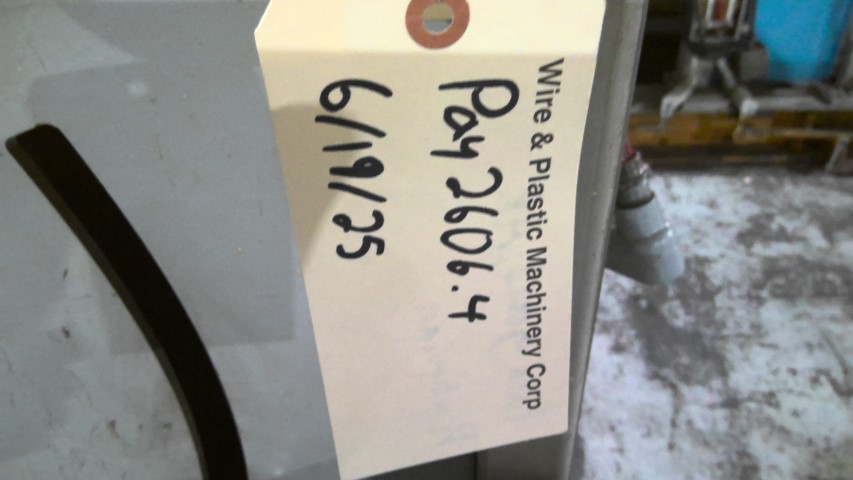 Wire & Plastic Machinery Corp
Pay 2606.4
6/19/25